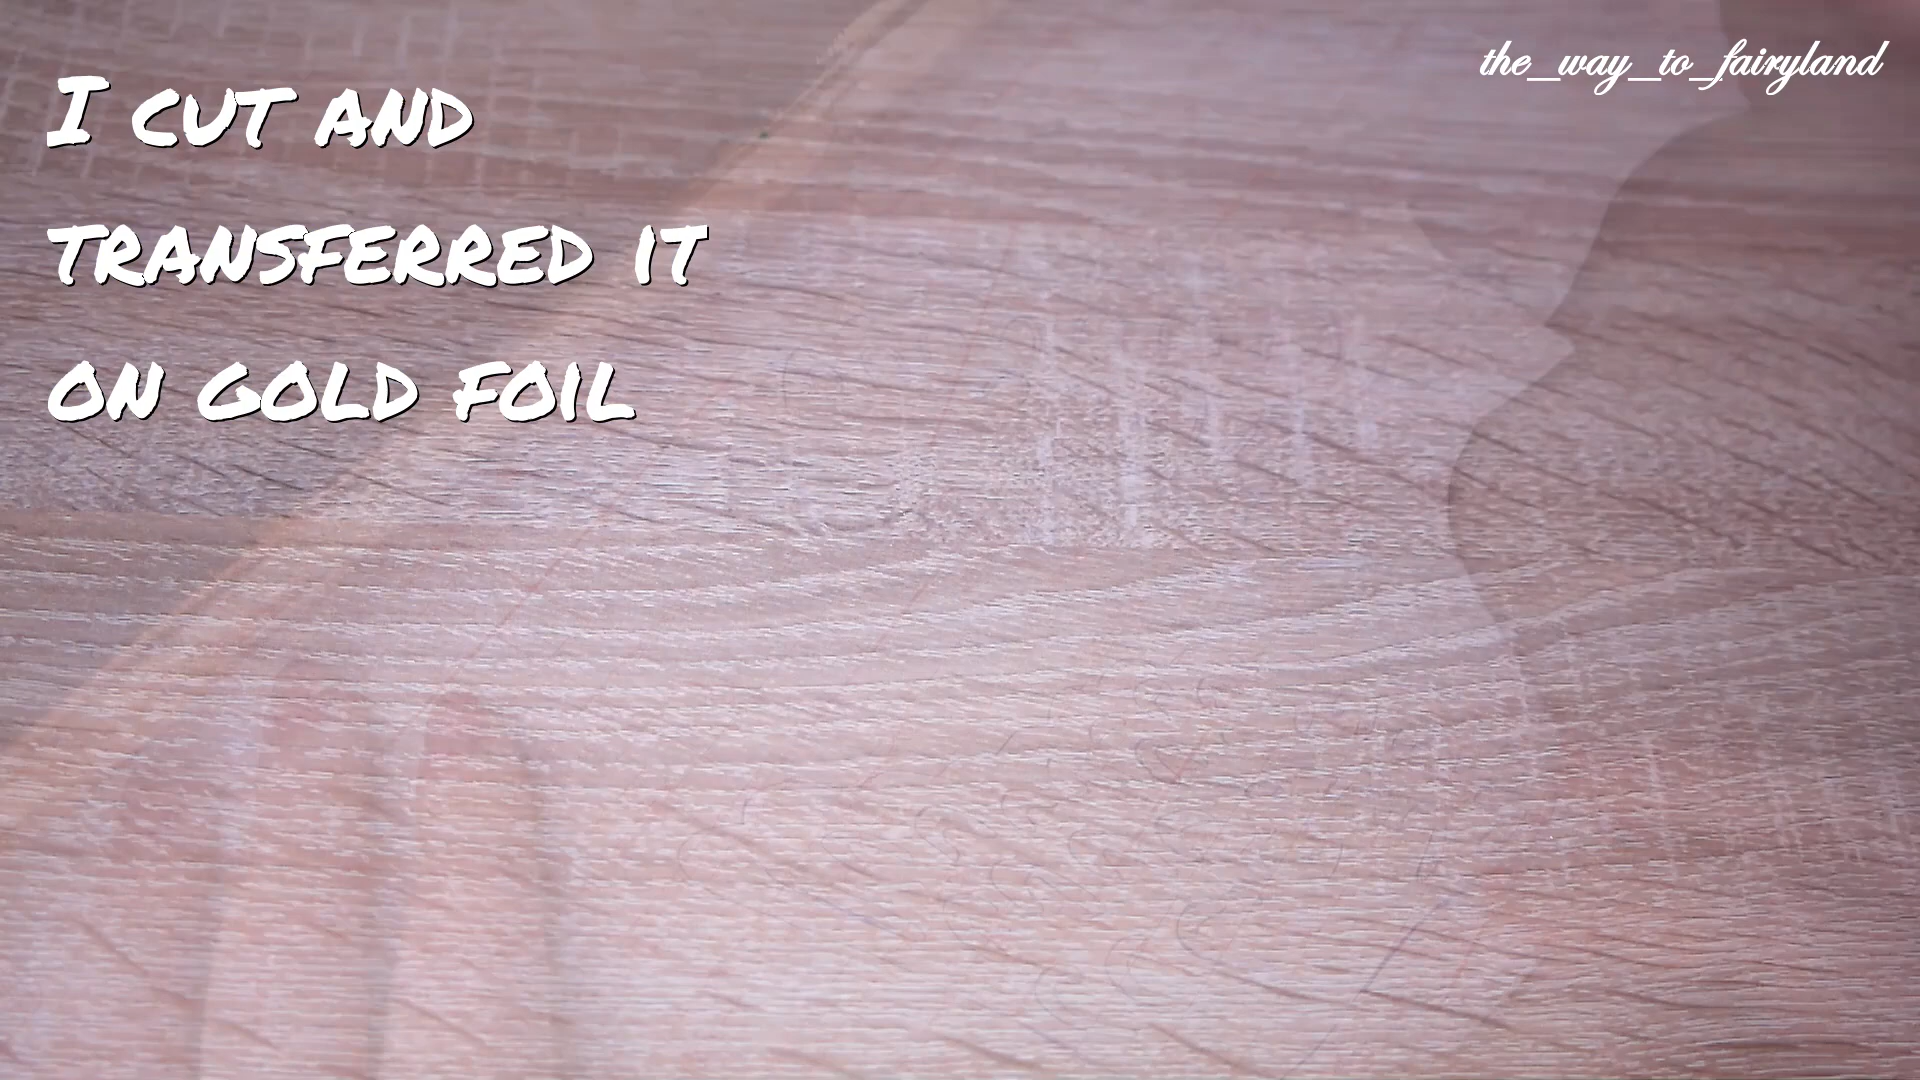 I CUT AND
TRANSFERRED IT
ON GOLD FOIL
the_way_to_fairyland